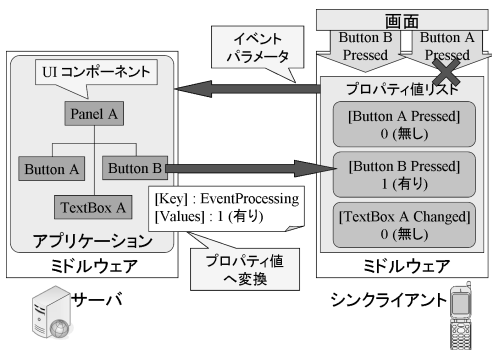 画面
Button B
Pressed
Button A
Pressed
イベント
パラメータ
UI コンポーネント
Panel A
Button A
Button B
TextBox A
アプリケーション
ミドルウェア
サーバ
[Key] : EventProcessing
[Values] : 1 (有り)
プロパティ値
へ変換
プロパティ値リスト
[Button A Pressed]
0 (無し)
[Button B Pressed]
1 (有り)
[TextBox A Changed]
0 (無し)
ミドルウェア
シンクライアント